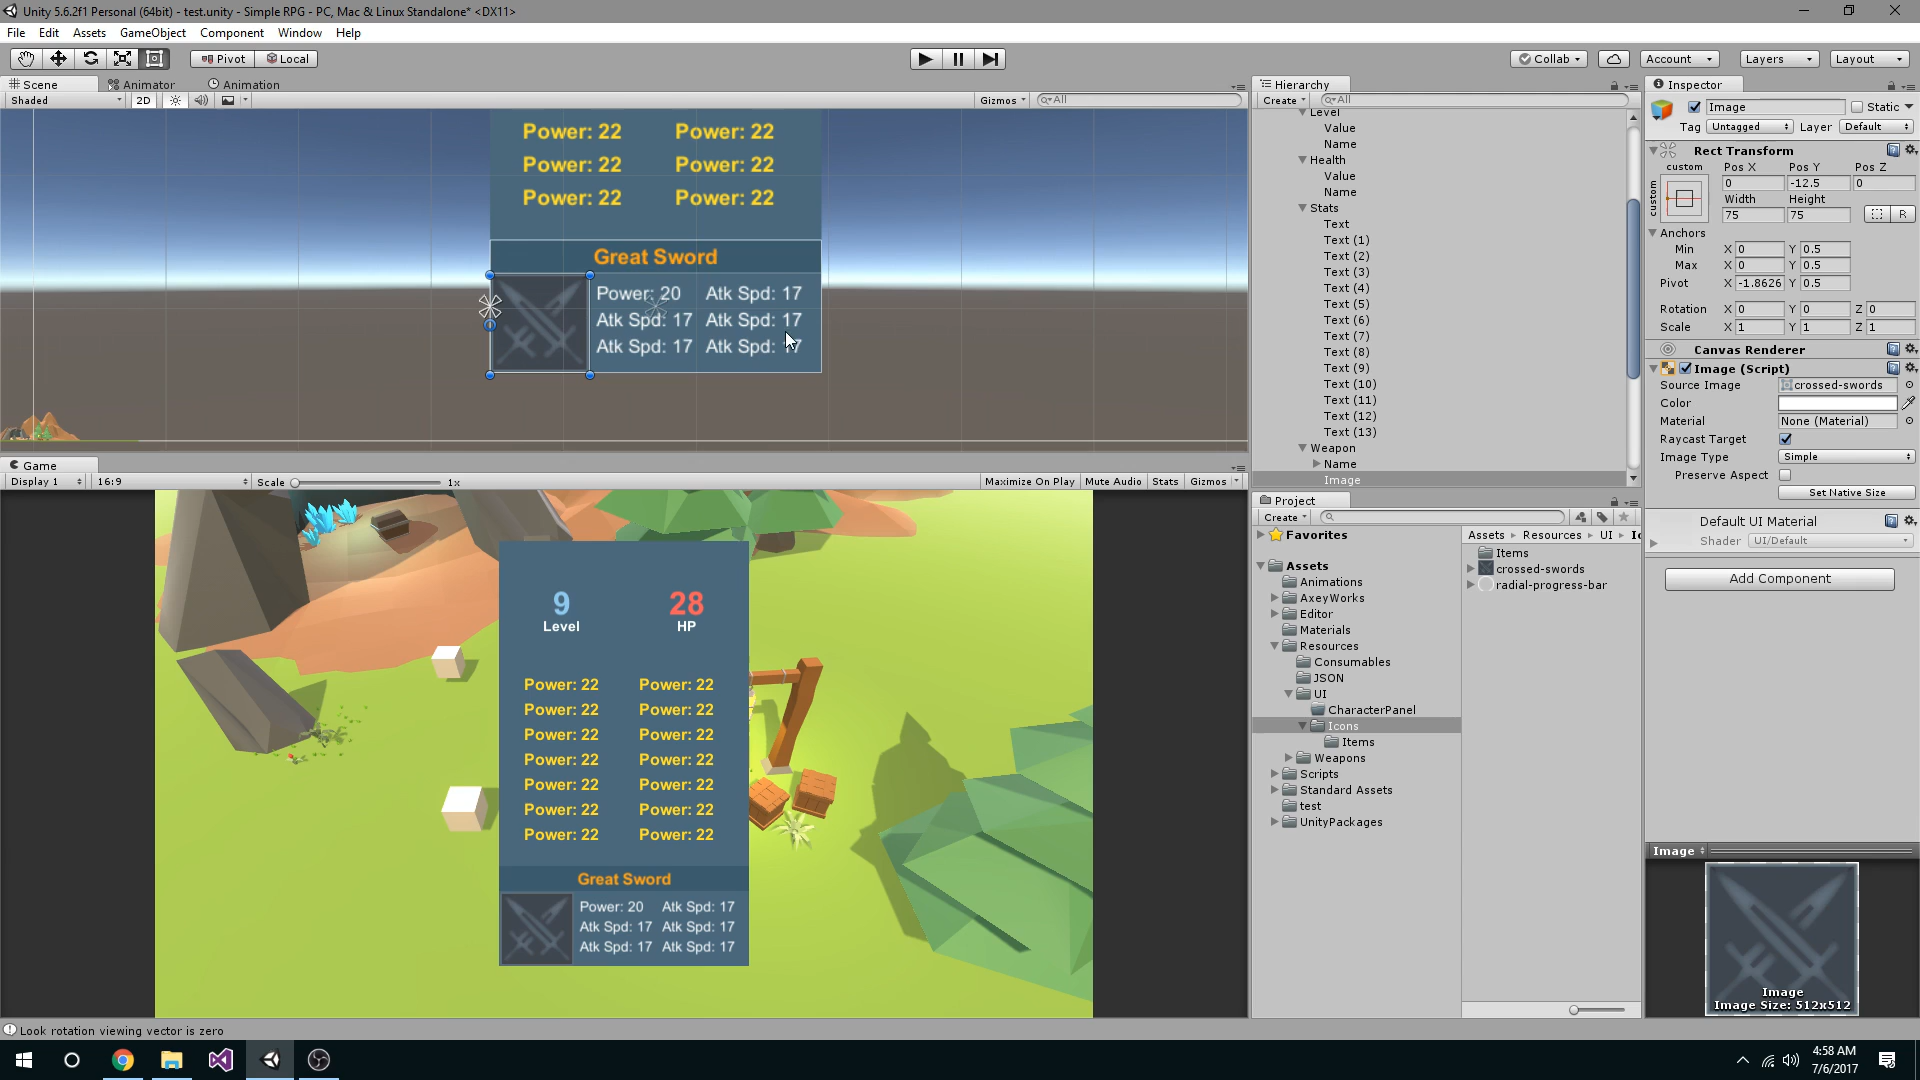 Unity 5.6.2f1 Personal (64bit) - test.unity - Simple RPG - PC, Mac & Linux Standalone* <DX11>
File Edit Assets GameObject Component Window Help
Pivot Local
Collab Account Layers Layout
Scene Animator Animation
Shaded 2D Gizmos All
Power: 22 Power: 22
Power: 22 Power: 22
Power: 22 Power: 22
Great Sword
Power: 20 Atk Spd: 17
Atk Spd: 17 Atk Spd: 17
Atk Spd: 17 Atk Spd: 17
Game
Display 1 16:9 Scale 1x Maximize On Play Mute Audio Stats Gizmos
9 28
Level HP
Power: 22 Power: 22
Power: 22 Power: 22
Power: 22 Power: 22
Power: 22 Power: 22
Power: 22 Power: 22
Power: 22 Power: 22
Power: 22 Power: 22
Great Sword
Power: 20 Atk Spd: 17
Atk Spd: 17 Atk Spd: 17
Atk Spd: 17 Atk Spd: 17
Hierarchy
Create All
Level
Value
Name
Health
Value
Name
Stats
Text
Text (1)
Text (2)
Text (3)
Text (4)
Text (5)
Text (6)
Text (7)
Text (8)
Text (9)
Text (10)
Text (11)
Text (12)
Text (13)
Weapon
Name
Image
Project
Create
Favorites
Assets
Animations
AxeyWorks
Editor
Materials
Resources
Consumables
JSON
UI
CharacterPanel
Icons
Items
Weapons
Scripts
Standard Assets
test
UnityPackages
Assets Resources UI Ic
Items
crossed-swords
radial-progress-bar
Inspector
Image Static
Tag Untagged Layer Default
Rect Transform
custom Pos X Pos Y Pos Z
custom 0 -12.5 0
Width Height
75 75 R
Anchors
Min X 0 Y 0.5
Max X 0 Y 0.5
Pivot X -1.8626 Y 0.5
Rotation X 0 Y 0 Z 0
Scale X 1 Y 1 Z 1
Canvas Renderer
Image (Script)
Source Image crossed-swords
Color
Material None (Material)
Raycast Target
Image Type Simple
Preserve Aspect
Set Native Size
Default UI Material
Shader UI/Default
Add Component
Image
Image
Image Size: 512x512
Look rotation viewing vector is zero
4:58 AM
7/6/2017